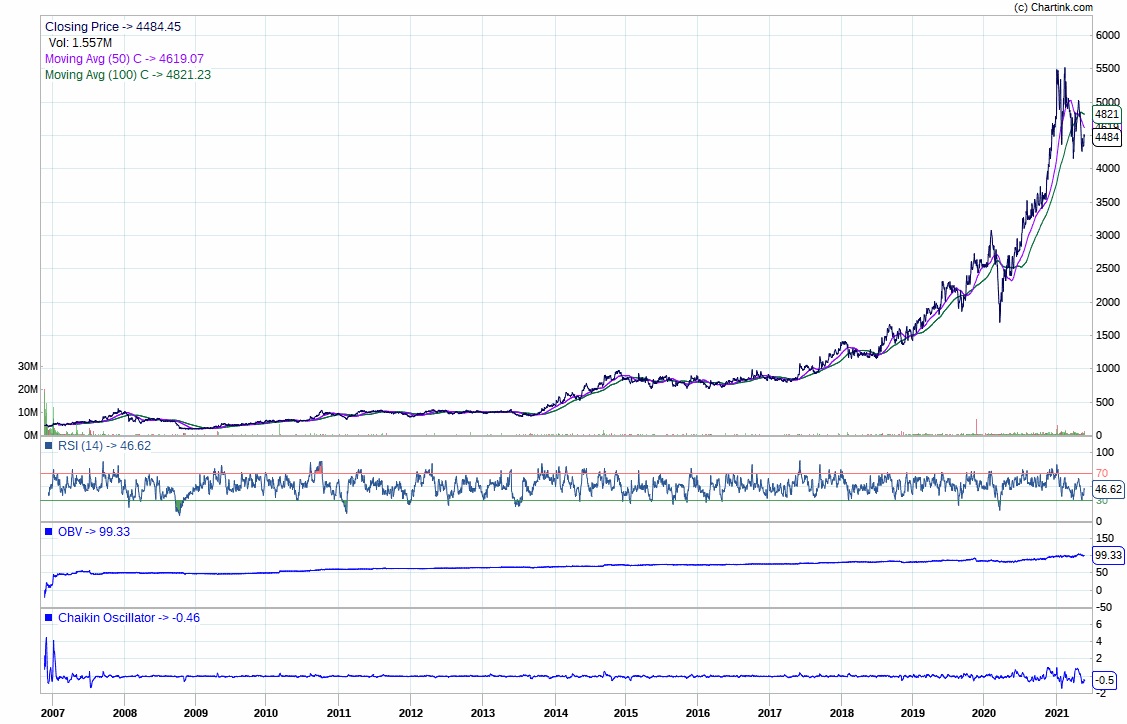 (c) Chartink.com
Closing Price -> 4484.45
Vol: 1.557M
Moving Avg (50) C -> 4619.07
Moving Avg (100) C -> 4821.23
6000
5500
5000
4821
4619
4484
4000
3500
3000
2500
2000
1500
1000
500
0
30M
20M
10M
0M
RSI (14) -> 46.62
100
70
46.62
30
0
OBV -> 99.33
150
99.33
50
0
-50
Chaikin Oscillator -> -0.46
6
4
2
-0.5
-2
2007 2008 2009 2010 2011 2012 2013 2014 2015 2016 2017 2018 2019 2020 2021